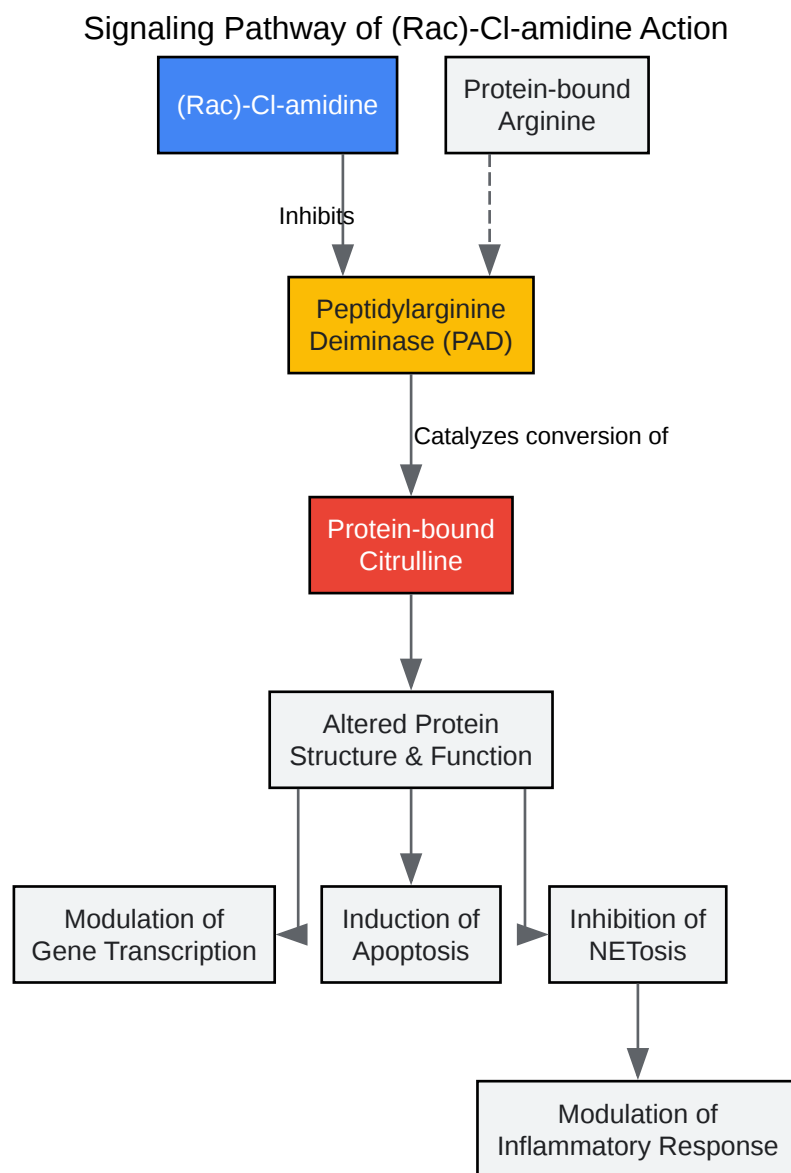 Signaling Pathway of (Rac)-Cl-amidine Action
(Rac)-Cl-amidine
Protein-bound
Arginine
Inhibits
Peptidylarginine
Deiminase (PAD)
Catalyzes conversion of
Protein-bound
Citrulline
Altered Protein
Structure & Function
Modulation of
Gene Transcription
Induction of
Apoptosis
Inhibition of
NETosis
Modulation of
Inflammatory Response